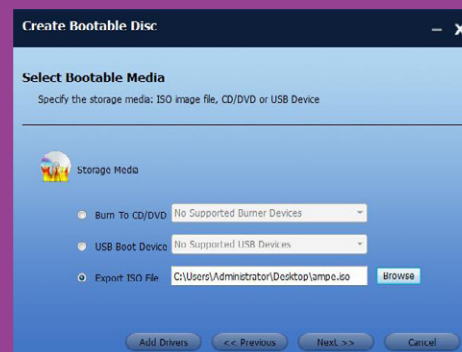 Create Bootable Disc
Select Bootable Media
Specify the storage media: ISO image file, CD/DVD or USB Device
Storage Media
Burn To CD/DVD No Supported Burner Devices
USB Boot Device No Supported USB Devices
Export ISO File C:\Users\Administrator\Desktop\ampe.iso Browse
Add Drivers << Previous Next >> Cancel